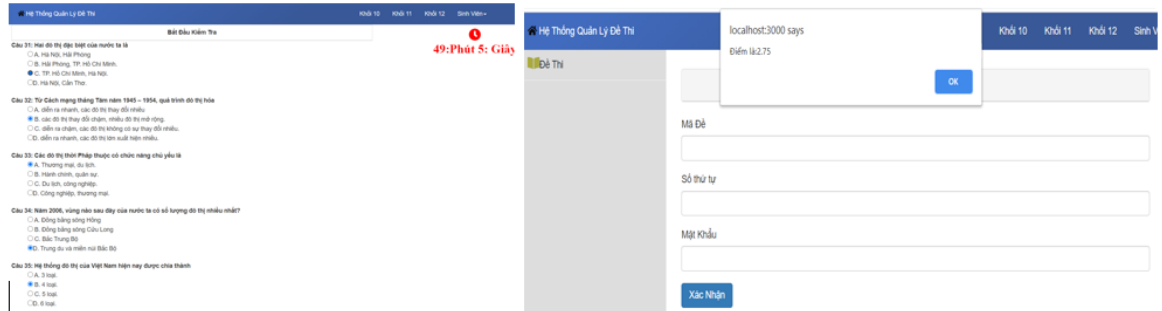 Hệ Thống Quản Lý Đề Thi
Khối 10 Khối 11 Khối 12 Sinh Viên
Bắt Đầu Kiểm Tra
49:Phút 5: Giây
Câu 31: Hai đô thị đặc biệt của nước ta là
A. Hà Nội, Hải Phòng
B. Hải Phòng, TP. Hồ Chí Minh.
C. TP. Hồ Chí Minh, Hà Nội.
D. Hà Nội, Cần Thơ.
Câu 32: Từ Cách mạng tháng Tám năm 1945 – 1954, quá trình đô thị hóa
A. diễn ra nhanh, các đô thị thay đổi nhiều
B. các đô thị thay đổi chậm, nhiều đô thị mở rộng.
C. diễn ra chậm, các đô thị không có sự thay đổi nhiều.
D. diễn ra nhanh, các đô thị lớn xuất hiện nhiều.
Câu 33: Các đô thị thời Pháp thuộc có chức năng chủ yếu là
A. Thương mại, du lịch.
B. Hành chính, quân sự.
C. Du lịch, công nghiệp.
D. Công nghiệp, thương mại.
Câu 34: Năm 2006, vùng nào sau đây của nước ta có số lượng đô thị nhiều nhất?
A. Đồng bằng sông Hồng
B. Đồng bằng sông Cửu Long
C. Bắc Trung Bộ
D. Trung du và miền núi Bắc Bộ
Câu 35: Hệ thống đô thị của Việt Nam hiện nay được chia thành
A. 3 loại.
B. 4 loại.
C. 5 loại.
D. 6 loại.
Hệ Thống Quản Lý Đề Thi
Khối 10 Khối 11 Khối 12 Sinh V
localhost:3000 says
Điểm là:2.75
OK
Đề Thi
Mã Đề
Số thứ tự
Mật Khẩu
Xác Nhận